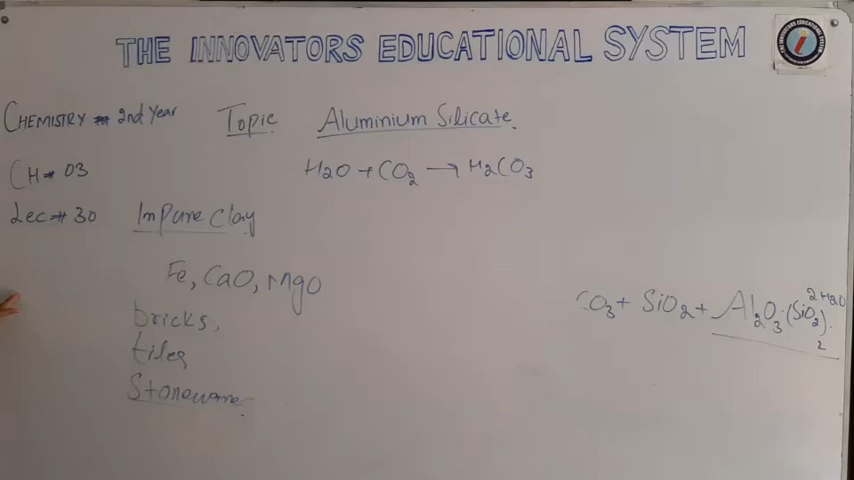 THE INNOVATORS EDUCATIONAL SYSTEM
CHEMISTRY 2nd Year Topic Aluminium Silicate.
CH# 03 H2O + CO2 → H2CO3
Lec# 30 Impure Clay
Fe, CaO, MgO
CO3 + SiO2 + Al2O3.(SiO2)2.2H2O
bricks,
tiles
Stoneware.